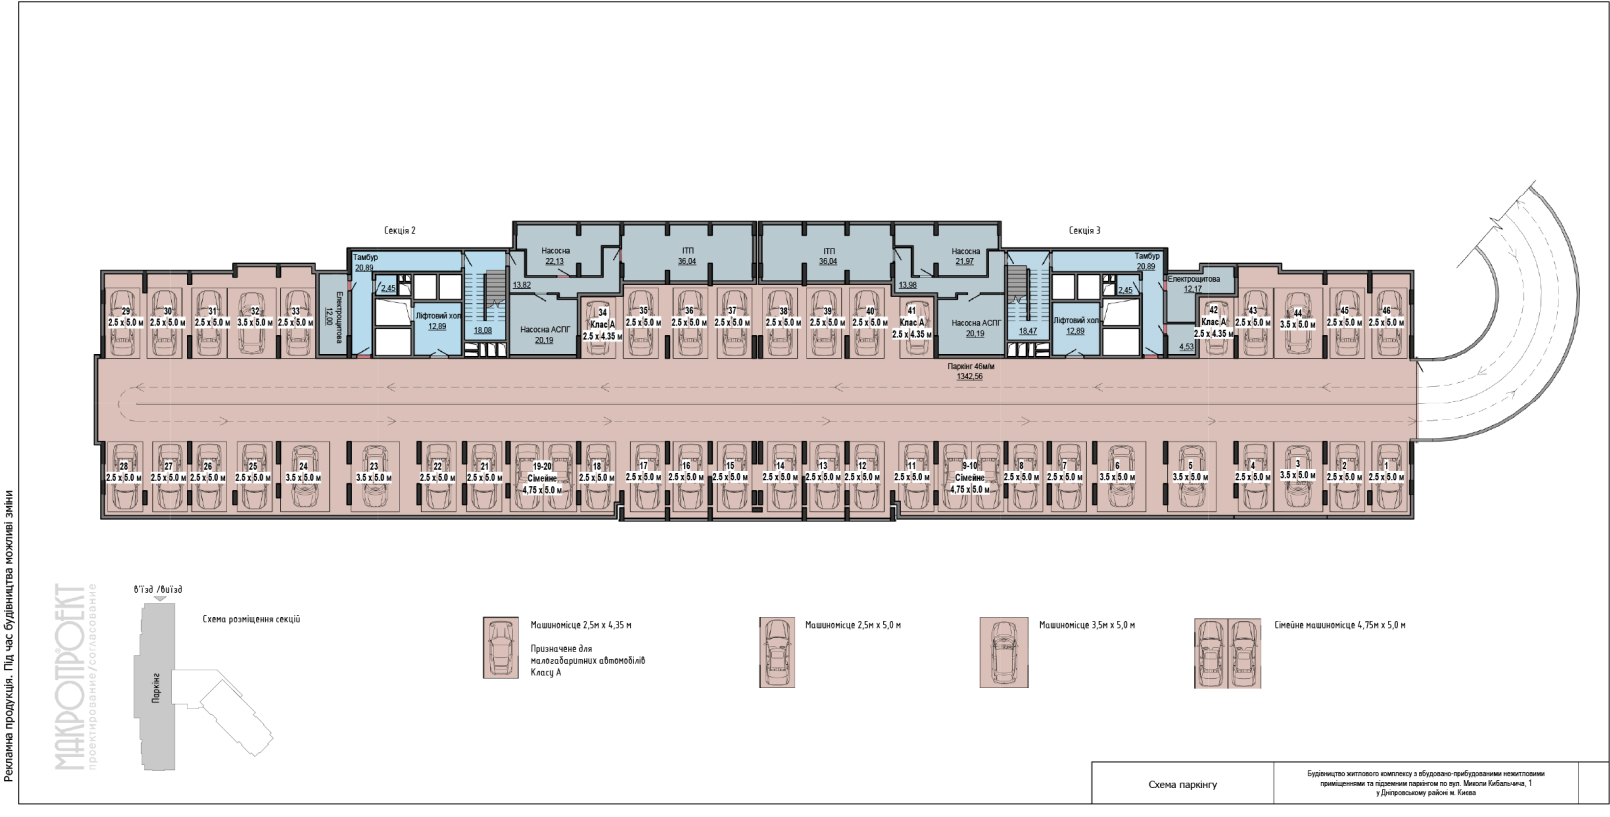 Рекламна продукція. Під час будівництва можливі зміни
Секція 2
Секція 3
Тамбур
20,89
2,45
Ліфтовий хол
12,89
18,08
Електрощитова
12,00
Насосна
22,13
13,82
Насосна АСПГ
20,19
ІТП
36,04
ІТП
36,04
Насосна
21,97
13,98
Насосна АСПГ
20,19
18,47
Тамбур
20,89
2,45
Ліфтовий хол
12,89
Електрощитова
12,17
4,53
29
2.5 x 5.0 м
30
2.5 x 5.0 м
31
2.5 x 5.0 м
32
3.5 x 5.0 м
33
2.5 x 5.0 м
34
Клас А
2.5 x 4.35 м
35
2.5 x 5.0 м
36
2.5 x 5.0 м
37
2.5 x 5.0 м
38
2.5 x 5.0 м
39
2.5 x 5.0 м
40
2.5 x 5.0 м
41
Клас А
2.5 x 4.35 м
42
Клас А
2.5 x 4.35 м
43
2.5 x 5.0 м
44
3.5 x 5.0 м
45
2.5 x 5.0 м
46
2.5 x 5.0 м
Паркінг 46м/м
1342,56
28
2.5 x 5.0 м
27
2.5 x 5.0 м
26
2.5 x 5.0 м
25
2.5 x 5.0 м
24
3.5 x 5.0 м
23
3.5 x 5.0 м
22
2.5 x 5.0 м
21
2.5 x 5.0 м
19-20
Сімейне
4,75 x 5.0 м
18
2.5 x 5.0 м
17
2.5 x 5.0 м
16
2.5 x 5.0 м
15
2.5 x 5.0 м
14
2.5 x 5.0 м
13
2.5 x 5.0 м
12
2.5 x 5.0 м
11
2.5 x 5.0 м
9-10
Сімейне
4,75 x 5.0 м
8
2.5 x 5.0 м
7
2.5 x 5.0 м
6
3.5 x 5.0 м
5
3.5 x 5.0 м
4
2.5 x 5.0 м
3
3.5 x 5.0 м
2
2.5 x 5.0 м
1
2.5 x 5.0 м
МАКРОПРОЕКТ
проектирование/согласование
в'їзд /виїзд
Паркінг
Схема розміщення секцій
Машиномісце 2,5м х 4,35 м
Призначене для
малогабаритних автомобілів
Класу А
Машиномісце 2,5м х 5,0 м
Машиномісце 3,5м х 5,0 м
Сімейне машиномісце 4,75м х 5,0 м
Схема паркінгу
Будівництво житлового комплексу з вбудовано-прибудованими нежитловими
приміщеннями та підземним паркінгом по вул. Миколи Кибальчича, 1
у Дніпровському районі м. Києва